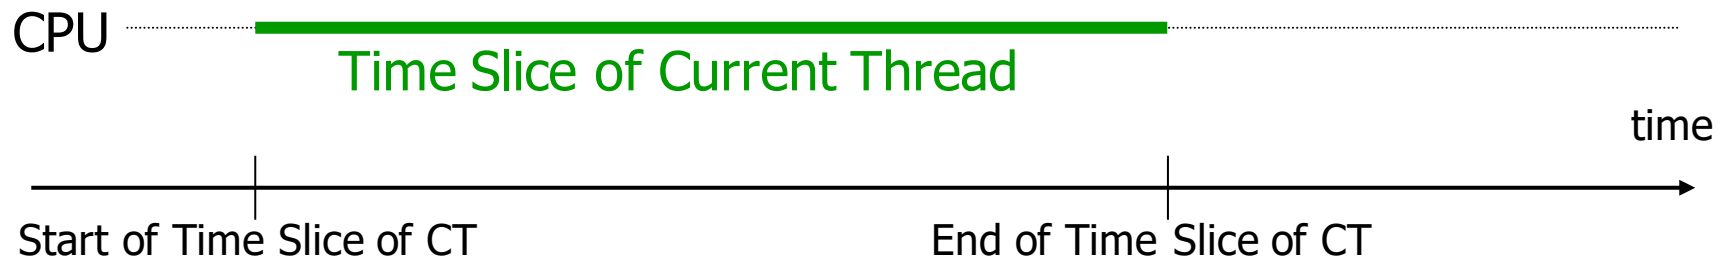 CPU
Time Slice of Current Thread
time
Start of Time Slice of CT
End of Time Slice of CT